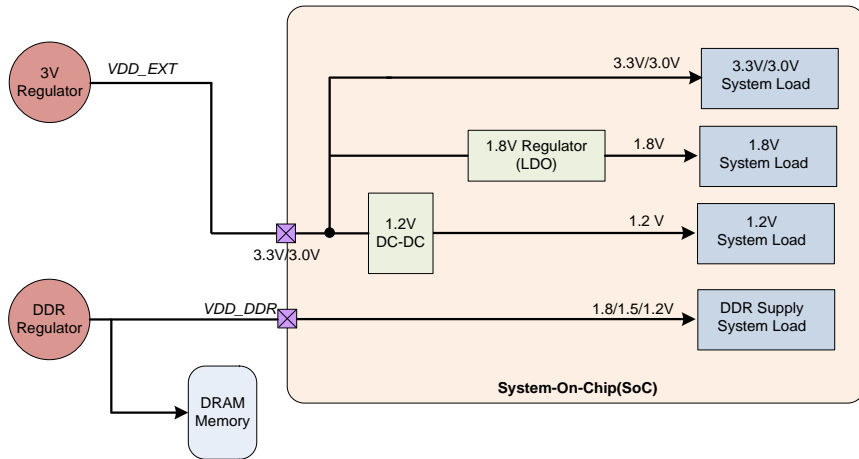 3V
Regulator
VDD_EXT
3.3V/3.0V
3.3V/3.0V
System Load
1.8V Regulator
(LDO)
1.8V
1.8V
System Load
1.2V
DC-DC
1.2 V
1.2V
System Load
3.3V/3.0V
DDR
Regulator
VDD_DDR
1.8/1.5/1.2V
DDR Supply
System Load
DRAM
Memory
System-On-Chip(SoC)